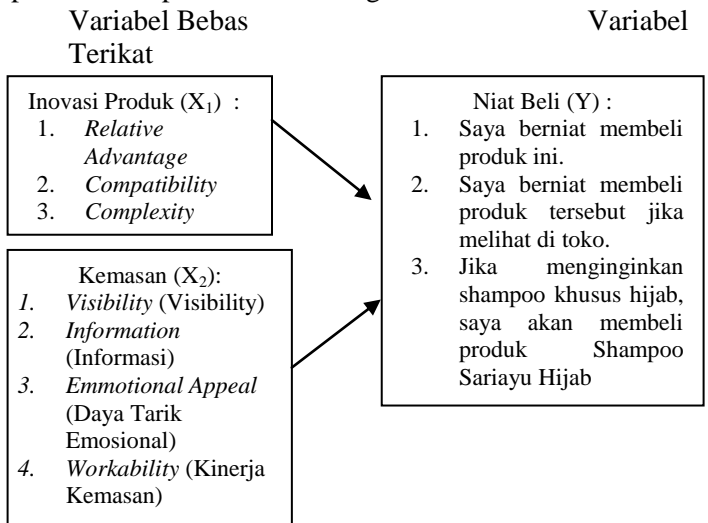 Variabel Bebas Variabel
Terikat
Inovasi Produk (X1) :
1. Relative
Advantage
2. Compatibility
3. Complexity
Kemasan (X2):
1. Visibility (Visibility)
2. Information
(Informasi)
3. Emmotional Appeal
(Daya Tarik
Emosional)
4. Workability (Kinerja
Kemasan)
Niat Beli (Y) :
1. Saya berniat membeli
produk ini.
2. Saya berniat membeli
produk tersebut jika
melihat di toko.
3. Jika menginginkan
shampoo khusus hijab,
saya akan membeli
produk Shampoo
Sariayu Hijab